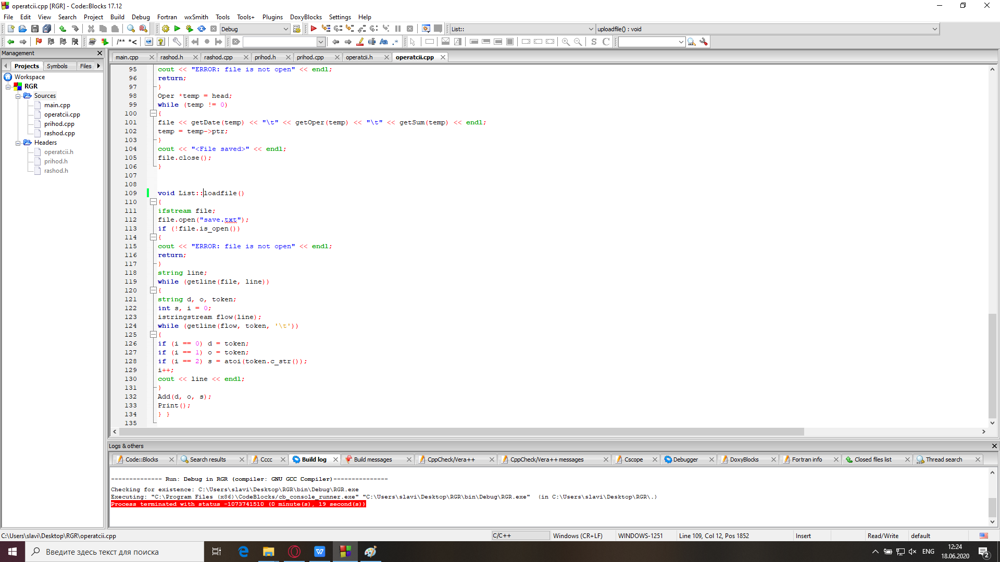 operatcii.cpp [RGR] - Code::Blocks 17.12
File Edit View Search Project Build Debug Fortran wxSmith Tools Tools+ Plugins DoxyBlocks Settings Help
Debug List:: uploadfile() : void
/** *<
Aa .* S C
Management
main.cpp rashod.h rashod.cpp prihod.h prihod.cpp operatcii.h operatcii.cpp
Projects Symbols Files
Workspace
RGR
Sources
main.cpp
operatcii.cpp
prihod.cpp
rashod.cpp
Headers
operatcii.h
prihod.h
rashod.h
95 cout << "ERROR: file is not open" << endl;
96 return;
97 }
98 Oper *temp = head;
99 while (temp != 0)
100 {
101 file << getDate(temp) << "\t" << getOper(temp) << "\t" << getSum(temp) << endl;
102 temp = temp->ptr;
103 }
104 cout << "<File saved>" << endl;
105 file.close();
106 }
107
108
109 void List::loadfile()
110 {
111 ifstream file;
112 file.open("save.txt");
113 if (!file.is_open())
114 {
115 cout << "ERROR: file is not open" << endl;
116 return;
117 }
118 string line;
119 while (getline(file, line))
120 {
121 string d, o, token;
122 int s, i = 0;
123 istringstream flow(line);
124 while (getline(flow, token, '\t'))
125 {
126 if (i == 0) d = token;
127 if (i == 1) o = token;
128 if (i == 2) s = atoi(token.c_str());
129 i++;
130 cout << line << endl;
131 }
132 Add(d, o, s);
133 Print();
134 } }
135
Logs & others
Code::Blocks Search results Cccc Build log Build messages CppCheck/Vera++ CppCheck/Vera++ messages Cscope Debugger DoxyBlocks Fortran info Closed files list Thread search
-------------- Run: Debug in RGR (compiler: GNU GCC Compiler)---------------
Checking for existence: C:\Users\slavi\Desktop\RGR\bin\Debug\RGR.exe
Executing: "C:\Program Files (x86)\CodeBlocks/cb_console_runner.exe" "C:\Users\slavi\Desktop\RGR\bin\Debug\RGR.exe" (in C:\Users\slavi\Desktop\RGR\.)
Process terminated with status -1073741510 (0 minute(s), 19 second(s))
C:\Users\slavi\Desktop\RGR\operatcii.cpp C/C++ Windows (CR+LF) WINDOWS-1251 Line 109, Col 12, Pos 1852 Insert Read/Write default
Введите здесь текст для поиска
ENG
12:24
18.06.2020
2